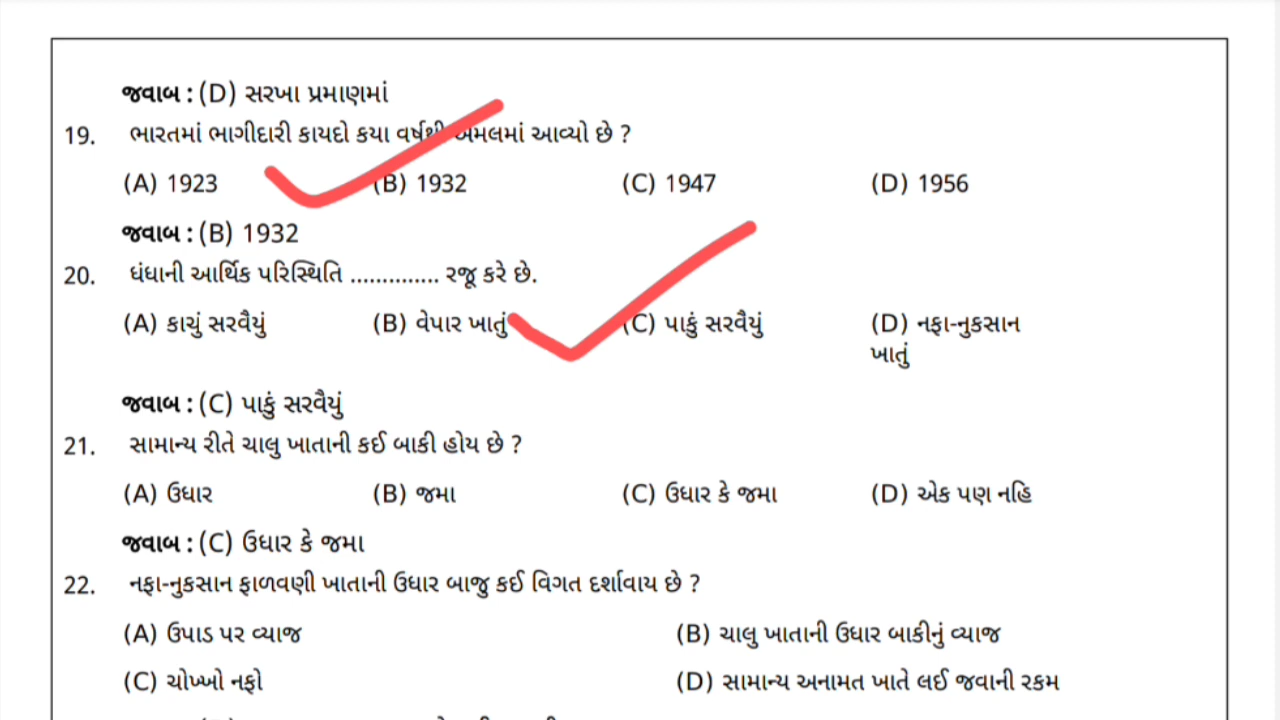 જવાબ : (D) સરખા પ્રમાણમાં
19. ભારતમાં ભાગીદારી કાયદો કયા વર્ષથી અમલમાં આવ્યો છે ?
(A) 1923 (B) 1932 (C) 1947 (D) 1956
જવાબ : (B) 1932
20. ધંધાની આર્થિક પરિસ્થિતિ .............. રજૂ કરે છે.
(A) કાચું સરવૈયું (B) વેપાર ખાતું (C) પાકું સરવૈયું (D) નફા-નુકસાન
ખાતું
જવાબ : (C) પાકું સરવૈયું
21. સામાન્ય રીતે ચાલુ ખાતાની કઈ બાકી હોય છે ?
(A) ઉધાર (B) જમા (C) ઉધાર કે જમા (D) એક પણ નહિ
જવાબ : (C) ઉધાર કે જમા
22. નફા-નુકસાન ફાળવણી ખાતાની ઉધાર બાજુ કઈ વિગત દર્શાવાય છે ?
(A) ઉપાડ પર વ્યાજ (B) ચાલુ ખાતાની ઉધાર બાકીનું વ્યાજ
(C) ચોખ્ખો નફો (D) સામાન્ય અનામત ખાતે લઈ જવાની રકમ